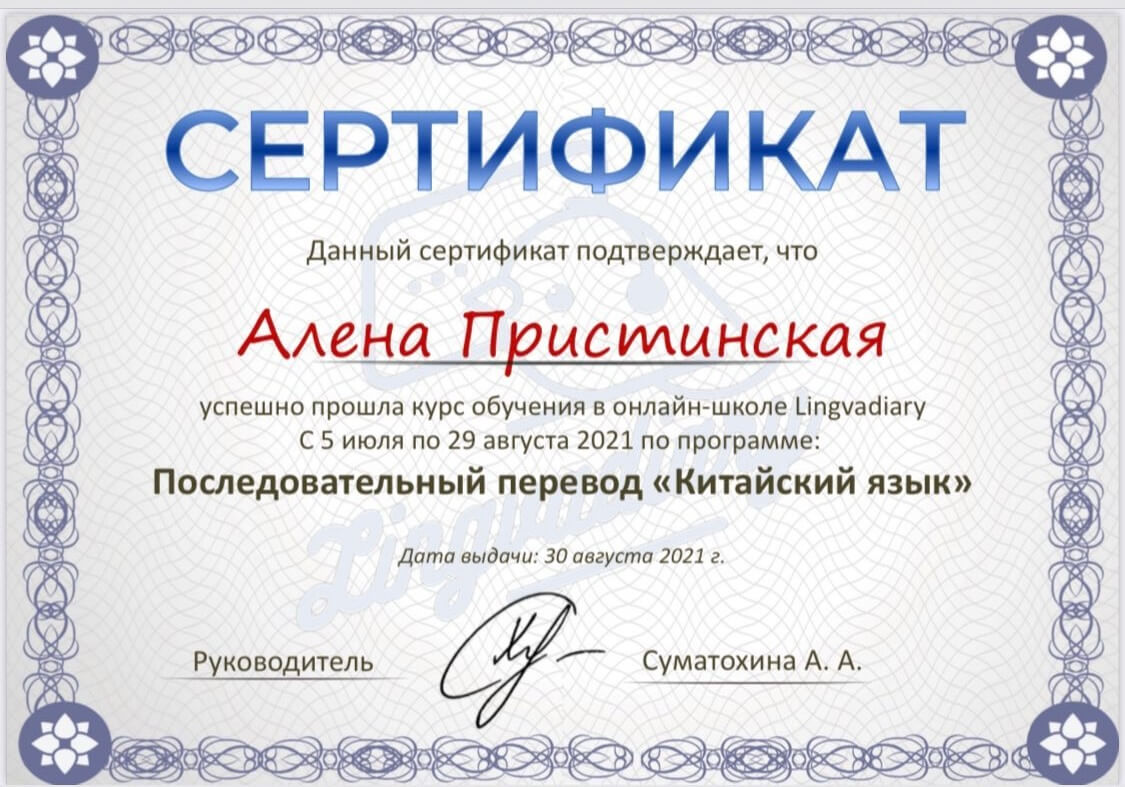 СЕРТИФИКАТ
Данный сертификат подтверждает, что
Алена Пристинская
успешно прошла курс обучения в онлайн-школе Lingvadiary
С 5 июля по 29 августа 2021 по программе:
Последовательный перевод «Китайский язык»
Lingvadiary
Дата выдачи: 30 августа 2021 г.
Руководитель
Суматохина А. А.